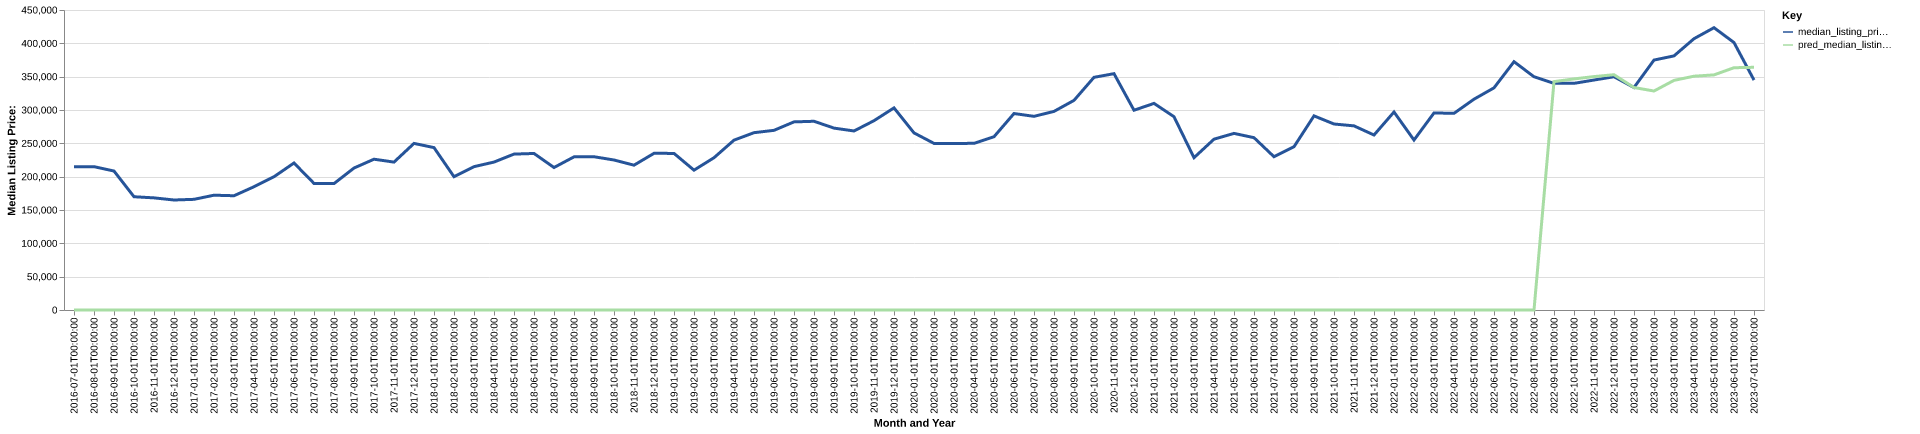 450,000
400,000
350,000
300,000
250,000
200,000
150,000
100,000
50,000
0
Median Listing Price:
2016-07-01T00:00:00
2016-08-01T00:00:00
2016-09-01T00:00:00
2016-10-01T00:00:00
2016-11-01T00:00:00
2016-12-01T00:00:00
2017-01-01T00:00:00
2017-02-01T00:00:00
2017-03-01T00:00:00
2017-04-01T00:00:00
2017-05-01T00:00:00
2017-06-01T00:00:00
2017-07-01T00:00:00
2017-08-01T00:00:00
2017-09-01T00:00:00
2017-10-01T00:00:00
2017-11-01T00:00:00
2017-12-01T00:00:00
2018-01-01T00:00:00
2018-02-01T00:00:00
2018-03-01T00:00:00
2018-04-01T00:00:00
2018-05-01T00:00:00
2018-06-01T00:00:00
2018-07-01T00:00:00
2018-08-01T00:00:00
2018-09-01T00:00:00
2018-10-01T00:00:00
2018-11-01T00:00:00
2018-12-01T00:00:00
2019-01-01T00:00:00
2019-02-01T00:00:00
2019-03-01T00:00:00
2019-04-01T00:00:00
2019-05-01T00:00:00
2019-06-01T00:00:00
2019-07-01T00:00:00
2019-08-01T00:00:00
2019-09-01T00:00:00
2019-10-01T00:00:00
2019-11-01T00:00:00
2019-12-01T00:00:00
2020-01-01T00:00:00
2020-02-01T00:00:00
2020-03-01T00:00:00
2020-04-01T00:00:00
2020-05-01T00:00:00
2020-06-01T00:00:00
2020-07-01T00:00:00
2020-08-01T00:00:00
2020-09-01T00:00:00
2020-10-01T00:00:00
2020-11-01T00:00:00
2020-12-01T00:00:00
2021-01-01T00:00:00
2021-02-01T00:00:00
2021-03-01T00:00:00
2021-04-01T00:00:00
2021-05-01T00:00:00
2021-06-01T00:00:00
2021-07-01T00:00:00
2021-08-01T00:00:00
2021-09-01T00:00:00
2021-10-01T00:00:00
2021-11-01T00:00:00
2021-12-01T00:00:00
2022-01-01T00:00:00
2022-02-01T00:00:00
2022-03-01T00:00:00
2022-04-01T00:00:00
2022-05-01T00:00:00
2022-06-01T00:00:00
2022-07-01T00:00:00
2022-08-01T00:00:00
2022-09-01T00:00:00
2022-10-01T00:00:00
2022-11-01T00:00:00
2022-12-01T00:00:00
2023-01-01T00:00:00
2023-02-01T00:00:00
2023-03-01T00:00:00
2023-04-01T00:00:00
2023-05-01T00:00:00
2023-06-01T00:00:00
2023-07-01T00:00:00
Month and Year
Key
median_listing_pri…
pred_median_listin…